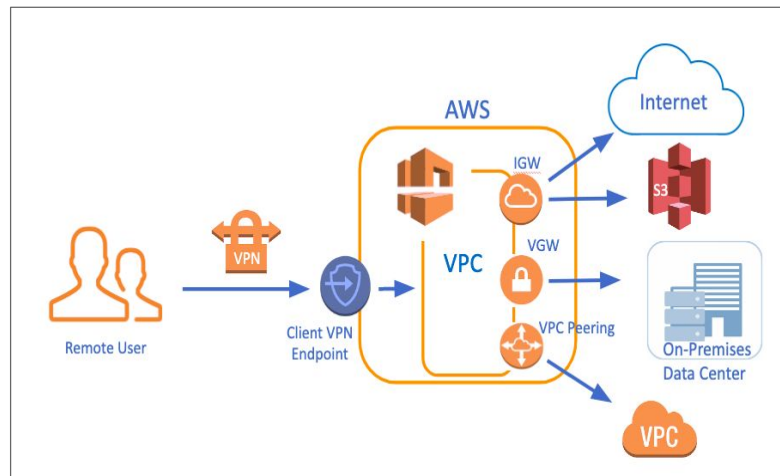 AWS
Internet
IGW
S3
VPN
VPC
VGW
Client VPN
Endpoint
Remote User
VPC Peering
On-Premises
Data Center
VPC